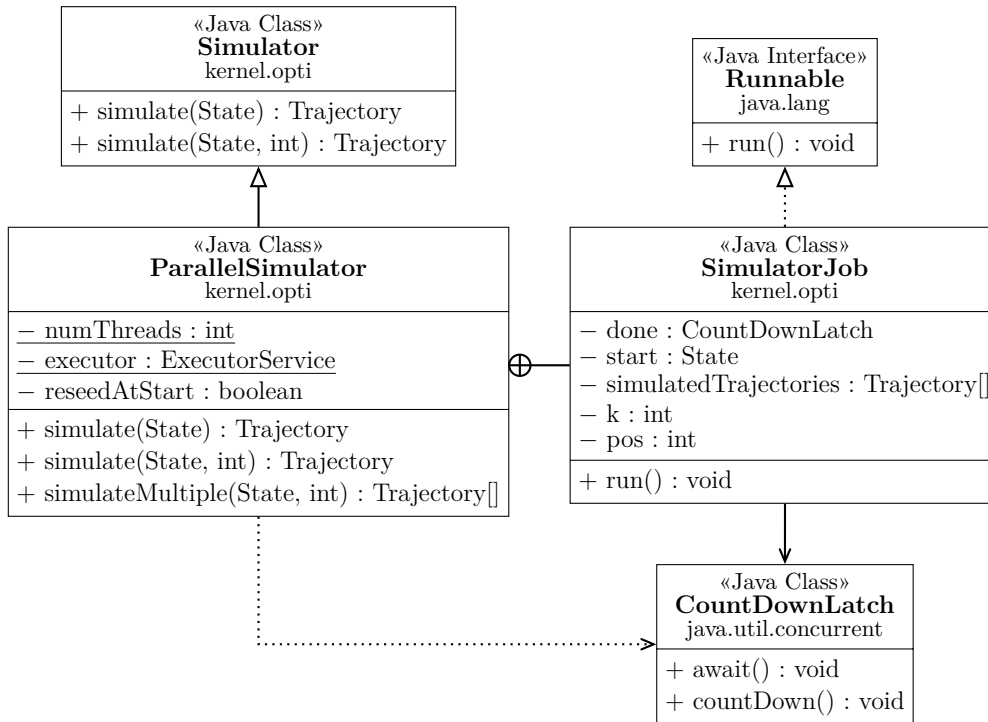 «Java Class»
Simulator
kernel.opti
+ simulate(State) : Trajectory
+ simulate(State, int) : Trajectory
«Java Interface»
Runnable
java.lang
+ run() : void
«Java Class»
ParallelSimulator
kernel.opti
− numThreads : int
− executor : ExecutorService
− reseedAtStart : boolean
+ simulate(State) : Trajectory
+ simulate(State, int) : Trajectory
+ simulateMultiple(State, int) : Trajectory[]
«Java Class»
SimulatorJob
kernel.opti
− done : CountDownLatch
− start : State
− simulatedTrajectories : Trajectory[]
− k : int
− pos : int
+ run() : void
«Java Class»
CountDownLatch
java.util.concurrent
+ await() : void
+ countDown() : void